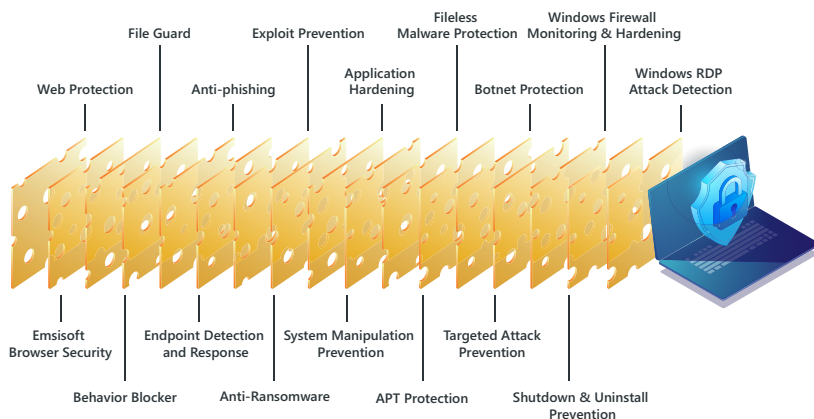 File Guard
Exploit Prevention
Fileless
Malware Protection
Windows Firewall
Monitoring & Hardening
Web Protection
Anti-phishing
Application
Hardening
Botnet Protection
Windows RDP
Attack Detection
Emsisoft
Browser Security
Endpoint Detection
and Response
System Manipulation
Prevention
Targeted Attack
Prevention
Behavior Blocker
Anti-Ransomware
APT Protection
Shutdown & Uninstall
Prevention